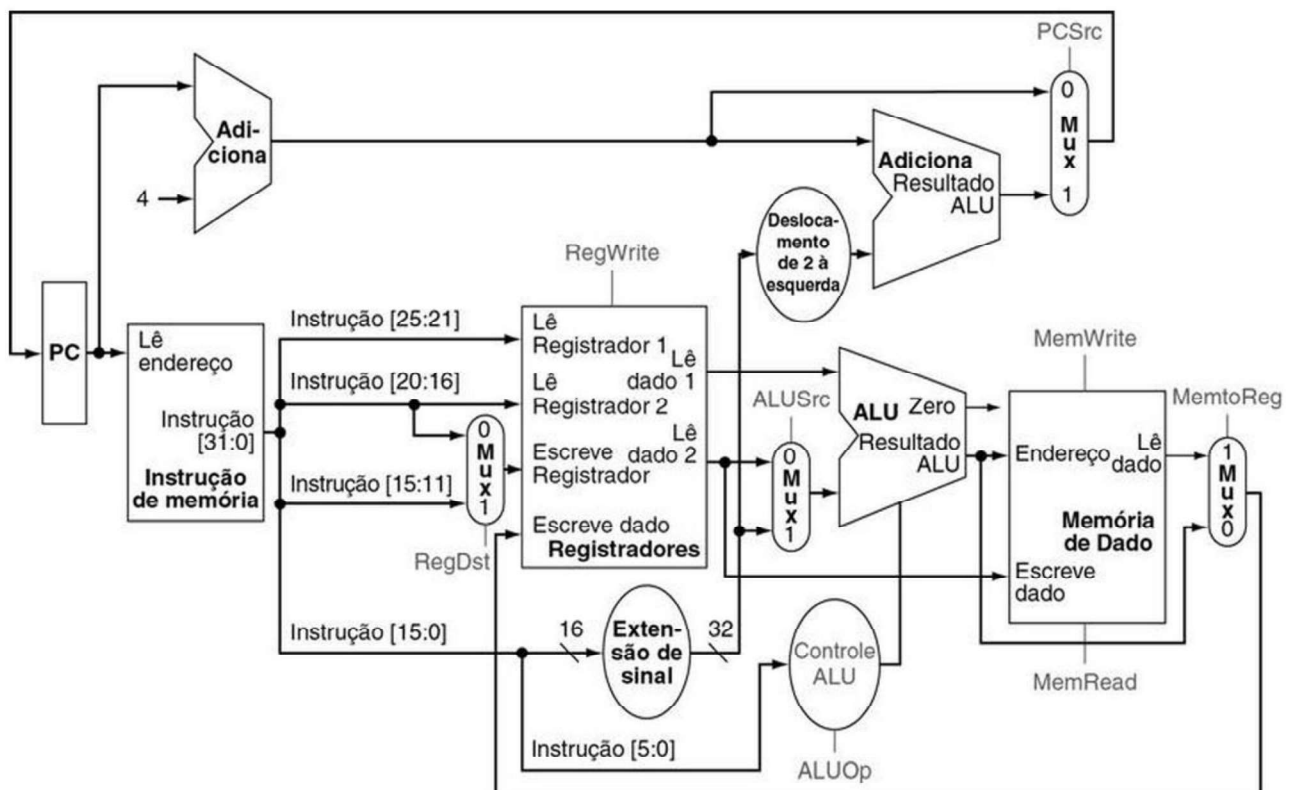 PCSrc
0
M
u
x
1
Adi-
ciona
4
Adiciona
Resultado
ALU
Desloca-
mento
de 2 à
esquerda
RegWrite
PC
Lê
endereço
Instrução
[31:0]
Instrução
de memória
Instrução [25:21]
Instrução [20:16]
Instrução [15:11]
Instrução [15:0]
0
M
u
x
1
RegDst
Lê
Registrador 1
Lê
Registrador 2
Escreve
Registrador
Escreve dado
Lê
dado 1
Lê
dado 2
Registradores
ALUSrc
0
M
u
x
1
ALU
Zero
Resultado
ALU
MemWrite
Endereço
Lê
dado
Memória
de Dado
Escreve
dado
MemRead
MemtoReg
1
M
u
x
0
16
Exten-
são de
sinal
32
Controle
ALU
Instrução [5:0]
ALUOp